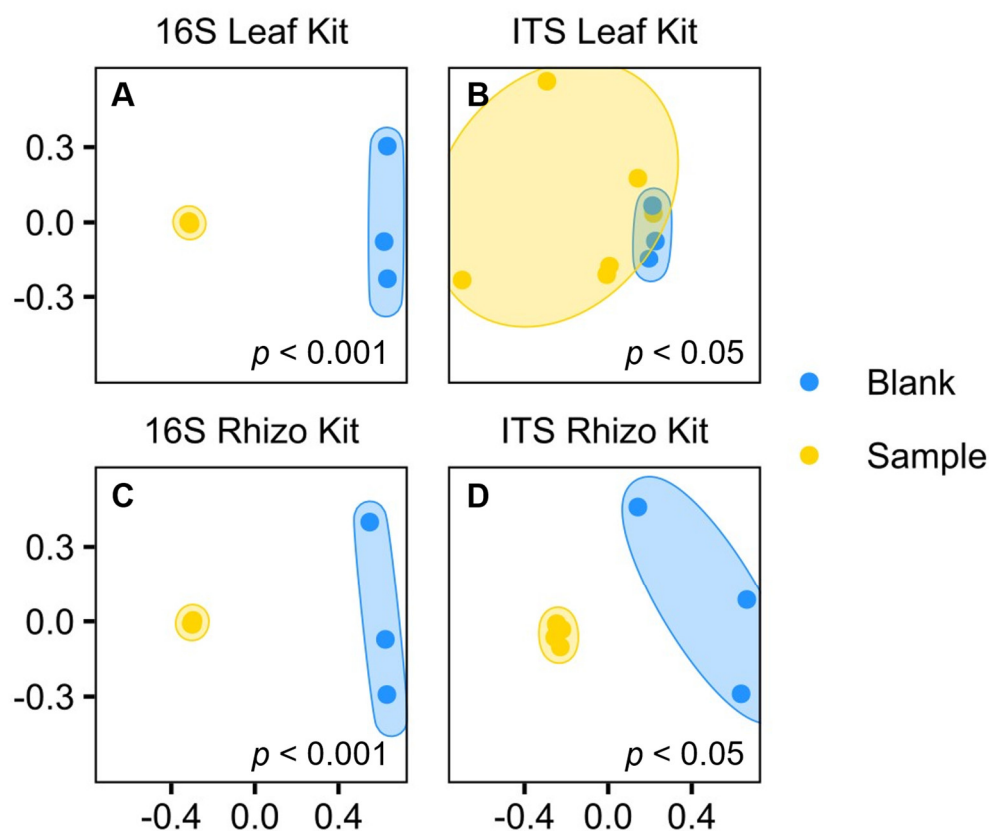 16S Leaf Kit
ITS Leaf Kit
A
B
0.3
0.0
-0.3
p < 0.001
p < 0.05
Blank
Sample
16S Rhizo Kit
ITS Rhizo Kit
C
D
0.3
0.0
-0.3
p < 0.001
p < 0.05
-0.4 0.0 0.4
-0.4 0.0 0.4